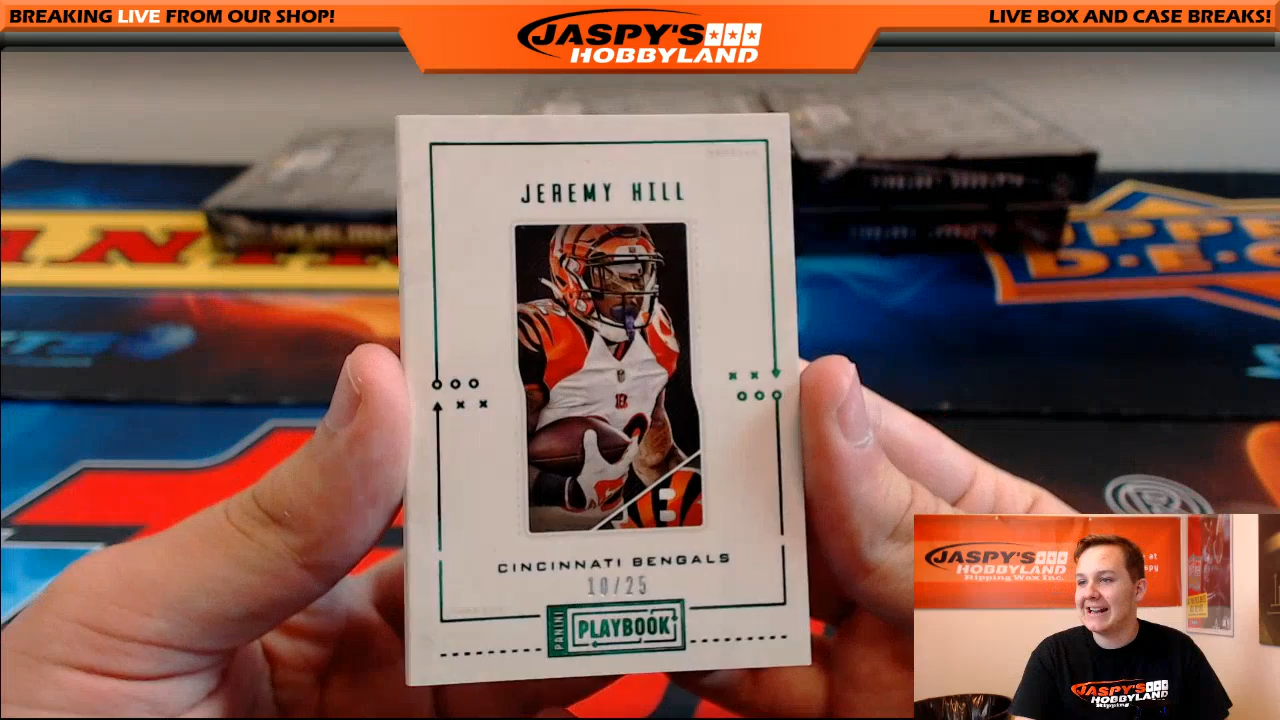 BREAKING LIVE FROM OUR SHOP!
JASPY'S
HOBBYLAND
LIVE BOX AND CASE BREAKS!
JEREMY HILL
CINCINNATI BENGALS
10/25
PANINI
PLAYBOOK
JASPY'S
HOBBYLAND
Ripping Wax Inc.
JASPY'S
HOBBYLAND
Ripping